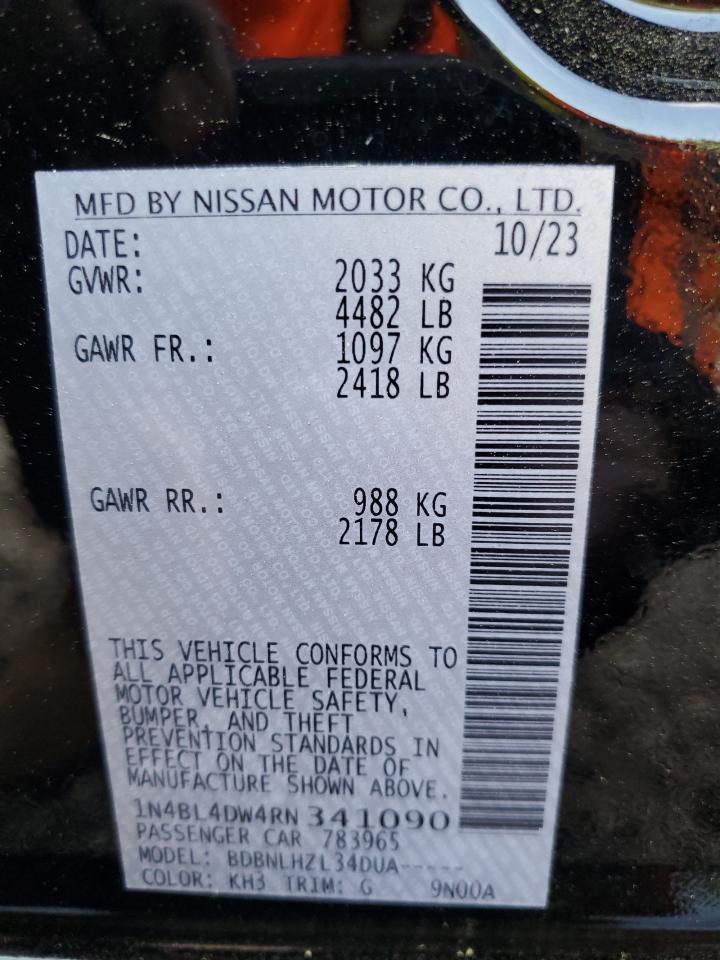 MFD BY NISSAN MOTOR CO., LTD.
DATE: 10/23
GVWR: 2033 KG
4482 LB
GAWR FR.: 1097 KG
2418 LB
GAWR RR.: 988 KG
2178 LB
THIS VEHICLE CONFORMS TO
ALL APPLICABLE FEDERAL
MOTOR VEHICLE SAFETY,
BUMPER, AND THEFT
PREVENTION STANDARDS IN
EFFECT ON THE DATE OF
MANUFACTURE SHOWN ABOVE.
1N4BL4DW4RN 341090
PASSENGER CAR 783965
MODEL: BDBNLHZL34DUA-----
COLOR: KH3 TRIM: G 9N00A